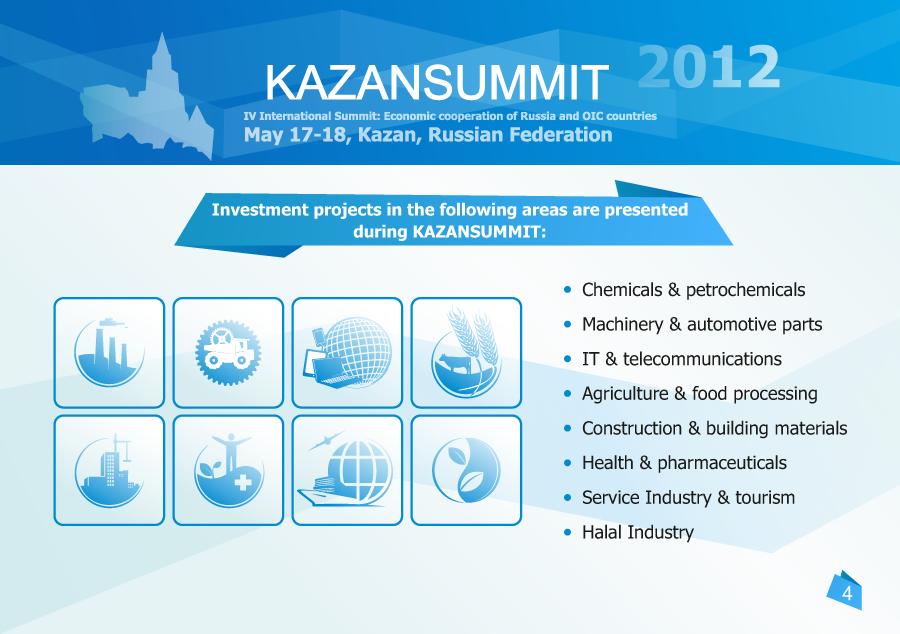 KAZANSUMMIT 2012
IV International Summit: Economic cooperation of Russia and OIC countries
May 17-18, Kazan, Russian Federation
Investment projects in the following areas are presented
during KAZANSUMMIT:
• Chemicals & petrochemicals
• Machinery & automotive parts
• IT & telecommunications
• Agriculture & food processing
• Construction & building materials
• Health & pharmaceuticals
• Service Industry & tourism
• Halal Industry
4